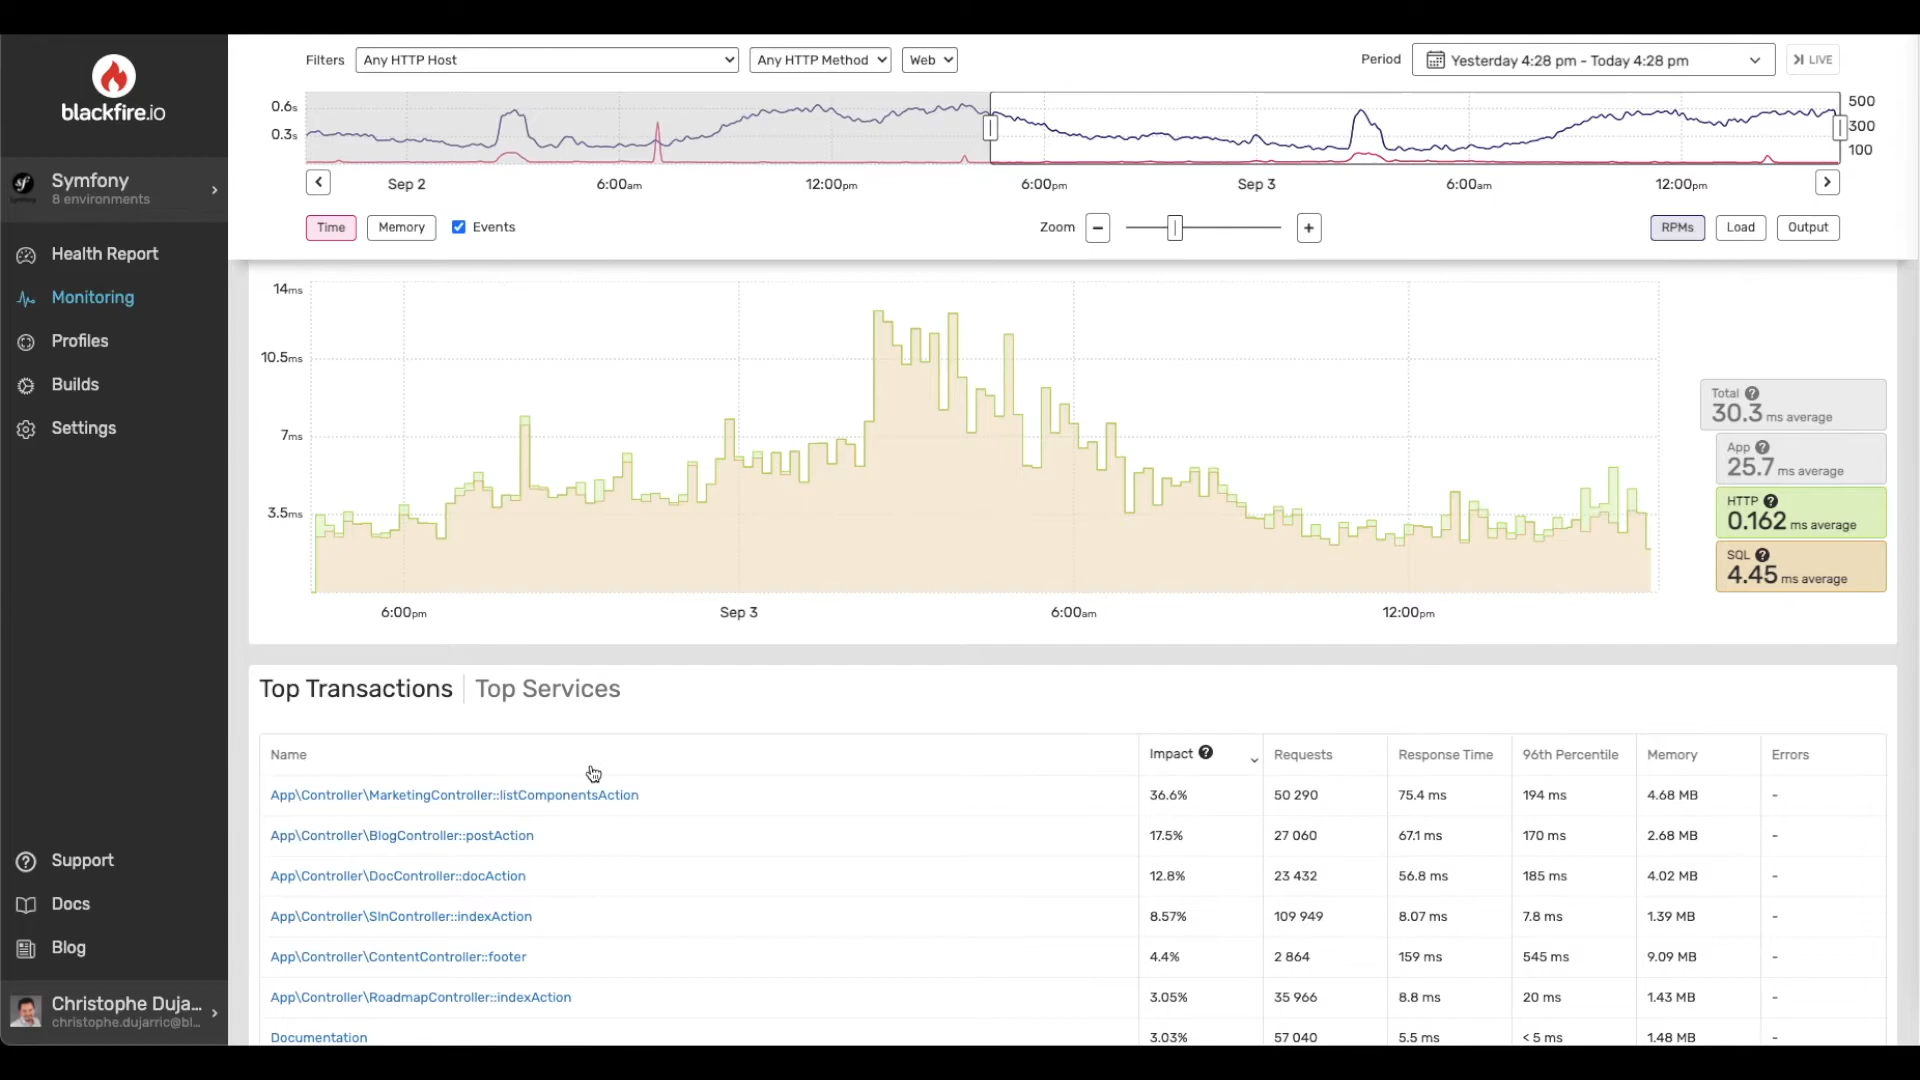 blackfire.io
Symfony
8 environments
Health Report
Monitoring
Profiles
Builds
Settings
Support
Docs
Blog
Christophe Duja...
christophe.dujarric@bl...
Filters
Any HTTP Host
Any HTTP Method
Web
Period
Yesterday 4:28 pm - Today 4:28 pm
LIVE
0.6s
0.3s
500
300
100
Sep 2
6:00am
12:00pm
6:00pm
Sep 3
6:00am
12:00pm
Time
Memory
Events
Zoom
RPMs
Load
Output
14ms
10.5ms
7ms
3.5ms
6:00pm
Sep 3
6:00am
12:00pm
Total
30.3 ms average
App
25.7 ms average
HTTP
0.162 ms average
SQL
4.45 ms average
Top Transactions
Top Services
Name Impact Requests Response Time 96th Percentile Memory Errors
App\Controller\MarketingController::listComponentsAction 36.6% 50 290 75.4 ms 194 ms 4.68 MB -
App\Controller\BlogController::postAction 17.5% 27 060 67.1 ms 170 ms 2.68 MB -
App\Controller\DocController::docAction 12.8% 23 432 56.8 ms 185 ms 4.02 MB -
App\Controller\SlnController::indexAction 8.57% 109 949 8.07 ms 7.8 ms 1.39 MB -
App\Controller\ContentController::footer 4.4% 2 864 159 ms 545 ms 9.09 MB -
App\Controller\RoadmapController::indexAction 3.05% 35 966 8.8 ms 20 ms 1.43 MB -
Documentation 3.03% 57 040 5.5 ms < 5 ms 1.48 MB -